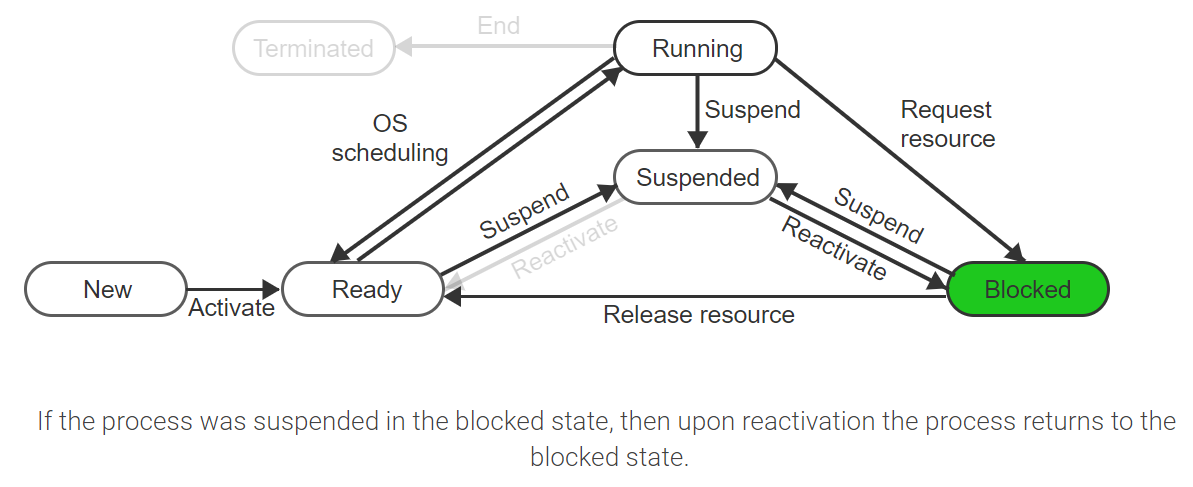 End
Terminated
Running
Suspend
Request
resource
OS
scheduling
Suspended
Suspend
Reactivate
Suspend
Reactivate
New
Activate
Ready
Blocked
Release resource
If the process was suspended in the blocked state, then upon reactivation the process returns to the
blocked state.